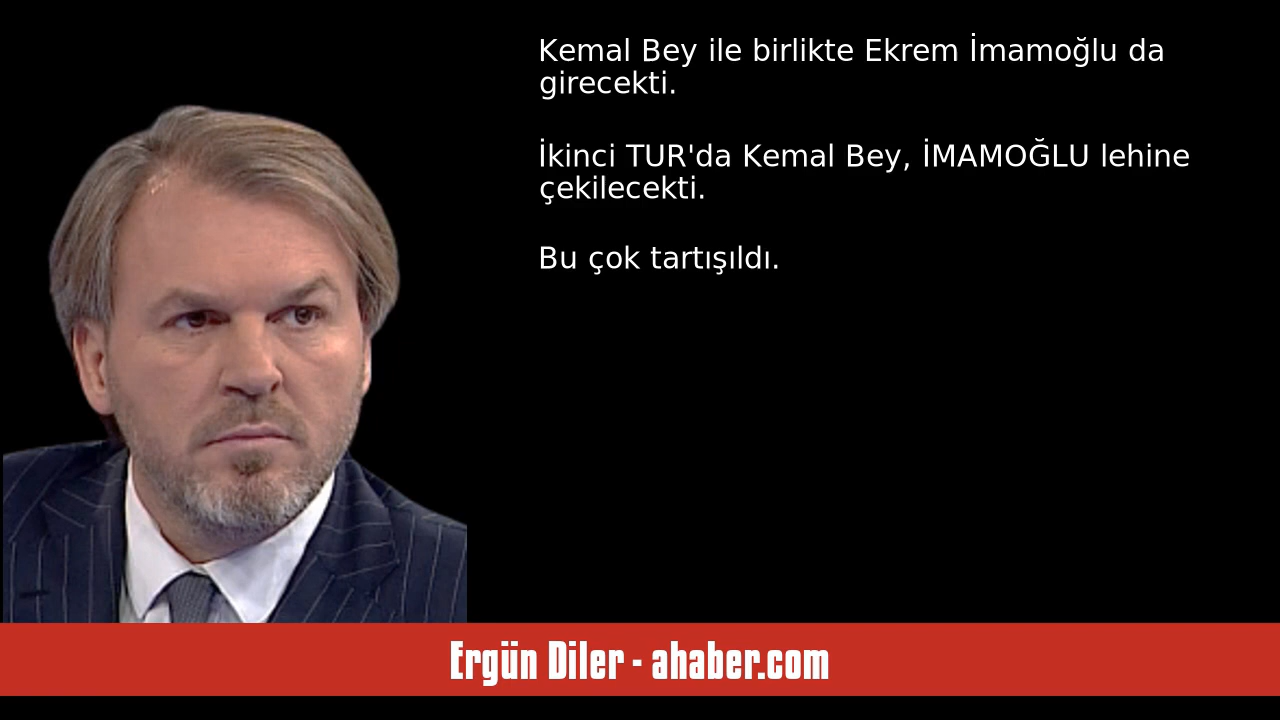 Kemal Bey ile birlikte Ekrem İmamoğlu da
girecekti.
İkinci TUR'da Kemal Bey, İMAMOĞLU lehine
çekilecekti.
Bu çok tartışıldı.
Ergün Diler - ahaber.com